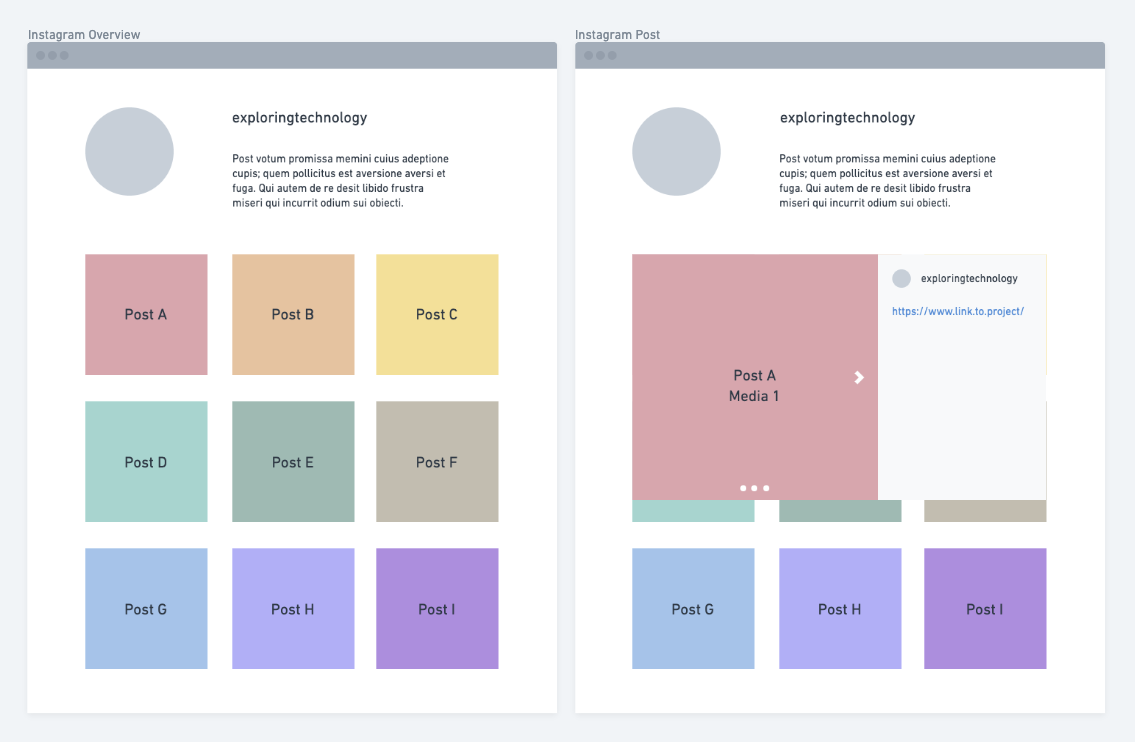 Instagram Overview
exploringtechnology
Post votum promissa memini cuius adeptione
cupis; quem pollicitus est aversione aversi et
fuga. Qui autem de re desit libido frustra
miseri qui incurrit odium sui obiecti.
Post A
Post B
Post C
Post D
Post E
Post F
Post G
Post H
Post I
Instagram Post
exploringtechnology
Post votum promissa memini cuius adeptione
cupis; quem pollicitus est aversione aversi et
fuga. Qui autem de re desit libido frustra
miseri qui incurrit odium sui obiecti.
Post A
Media 1
exploringtechnology
https://www.link.to.project/
Post G
Post H
Post I